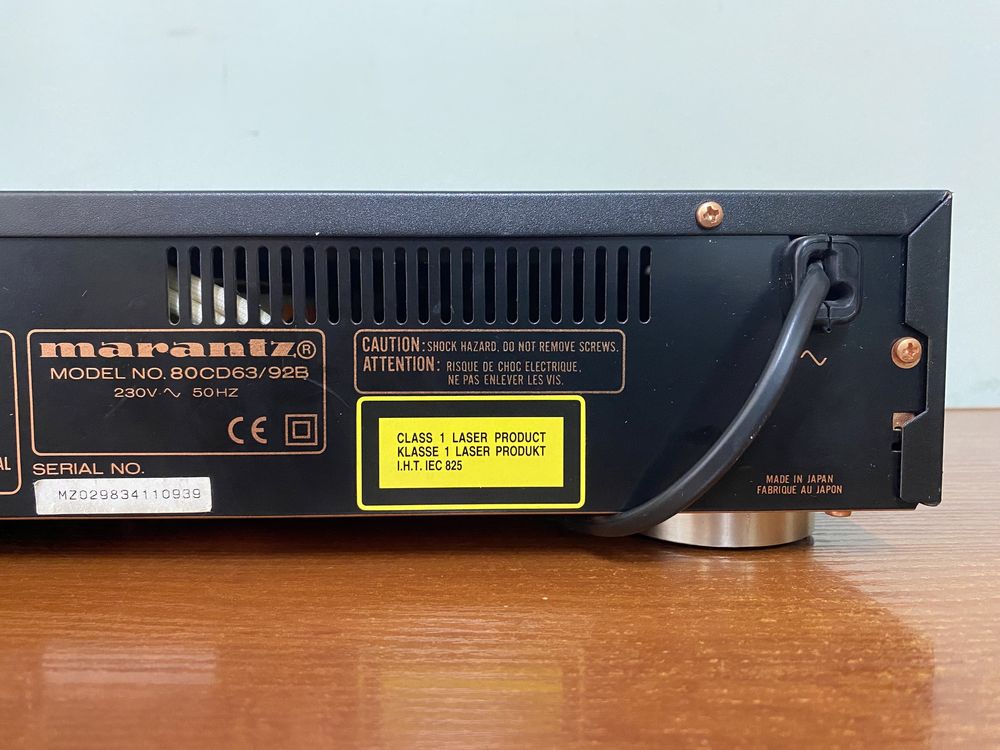 marantz®
MODEL NO. 80CD63/92B
230V ~ 50HZ
CE
AL
SERIAL NO.
MZ029834110939
CAUTION: SHOCK HAZARD. DO NOT REMOVE SCREWS.
ATTENTION: RISQUE DE CHOC ELECTRIQUE,
NE PAS ENLEVER LES VIS.
CLASS 1 LASER PRODUCT
KLASSE 1 LASER PRODUKT
I.H.T. IEC 825
~
MADE IN JAPAN
FABRIQUE AU JAPON